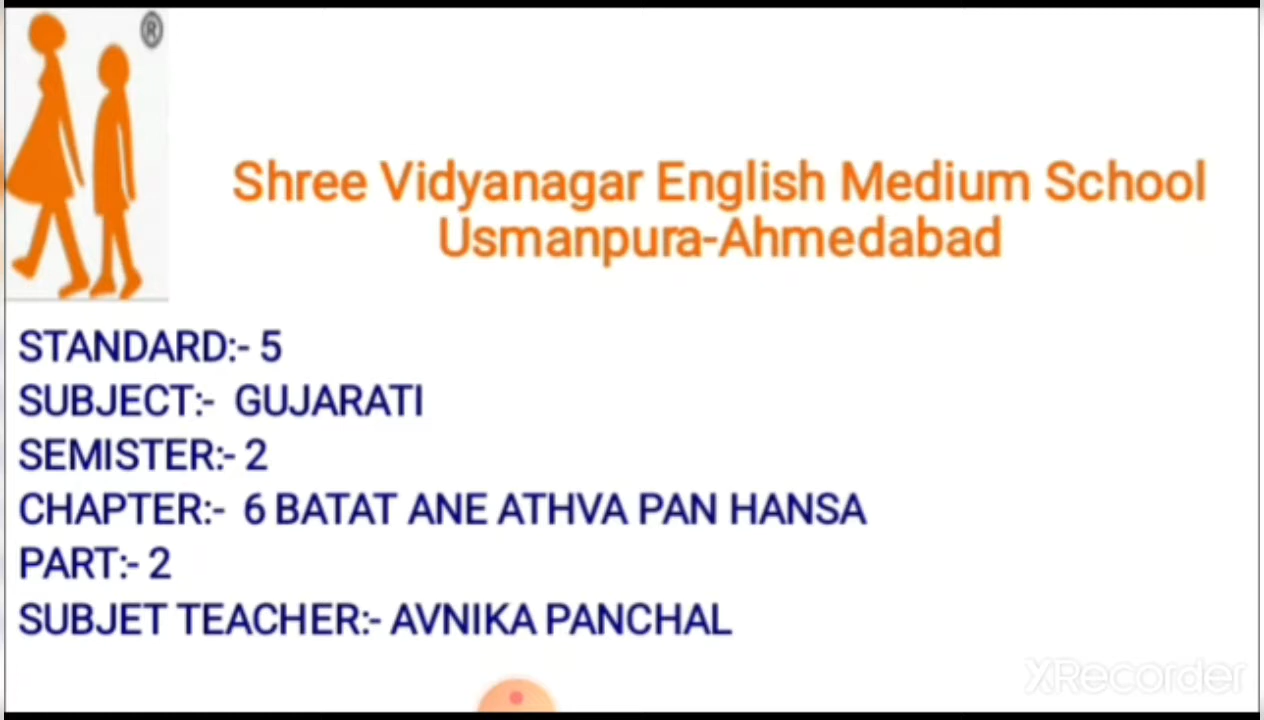 ®
Shree Vidyanagar English Medium School
Usmanpura-Ahmedabad
STANDARD:- 5
SUBJECT:- GUJARATI
SEMISTER:- 2
CHAPTER:- 6 BATAT ANE ATHVA PAN HANSA
PART:- 2
SUBJET TEACHER:- AVNIKA PANCHAL
XRecorder